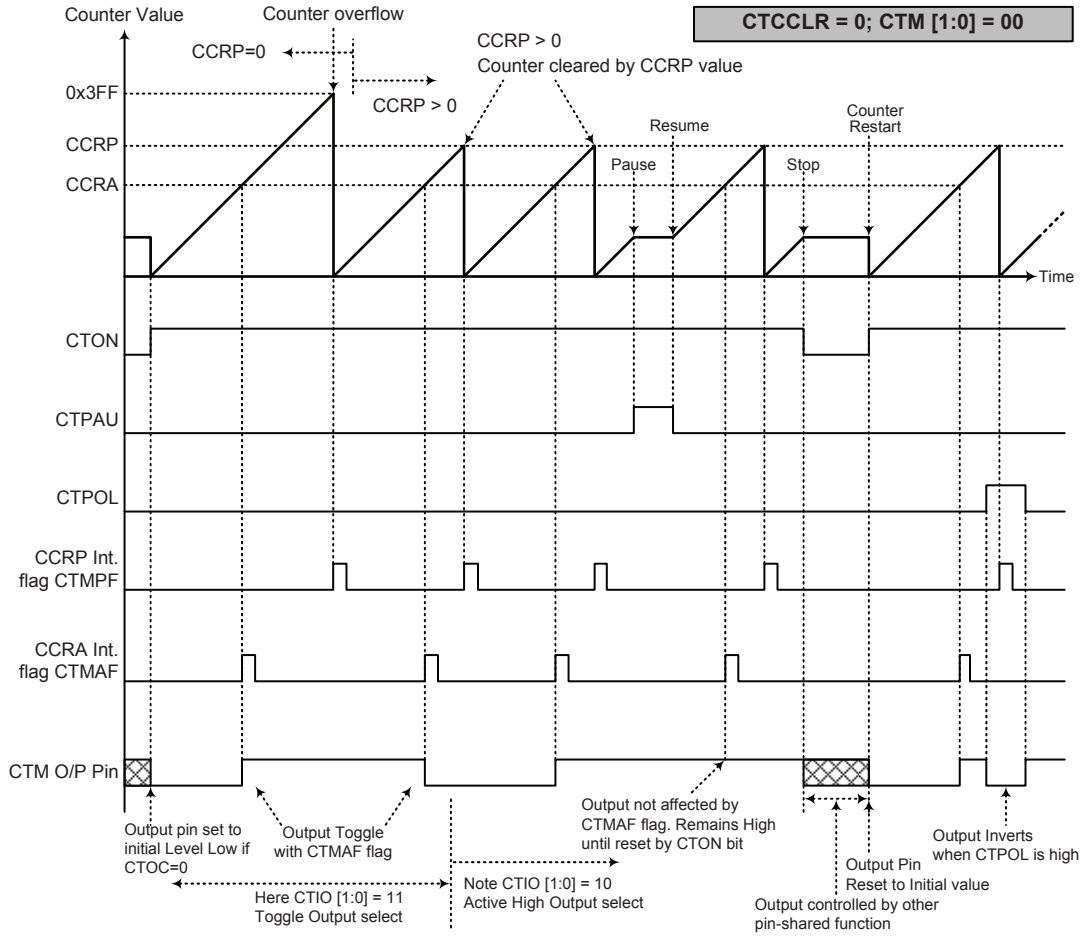 Counter Value
Counter overflow
CTCCLR = 0; CTM [1:0] = 00
CCRP=0
CCRP > 0
CCRP > 0
Counter cleared by CCRP value
0x3FF
CCRP
CCRA
Pause
Resume
Stop
Counter
Restart
Time
CTON
CTPAU
CTPOL
CCRP Int.
flag CTMPF
CCRA Int.
flag CTMAF
CTM O/P Pin
Output pin set to
initial Level Low if
CTOC=0
Output Toggle
with CTMAF flag
Here CTIO [1:0] = 11
Toggle Output select
Note CTIO [1:0] = 10
Active High Output select
Output not affected by
CTMAF flag. Remains High
until reset by CTON bit
Output Pin
Reset to Initial value
Output controlled by other
pin-shared function
Output Inverts
when CTPOL is high